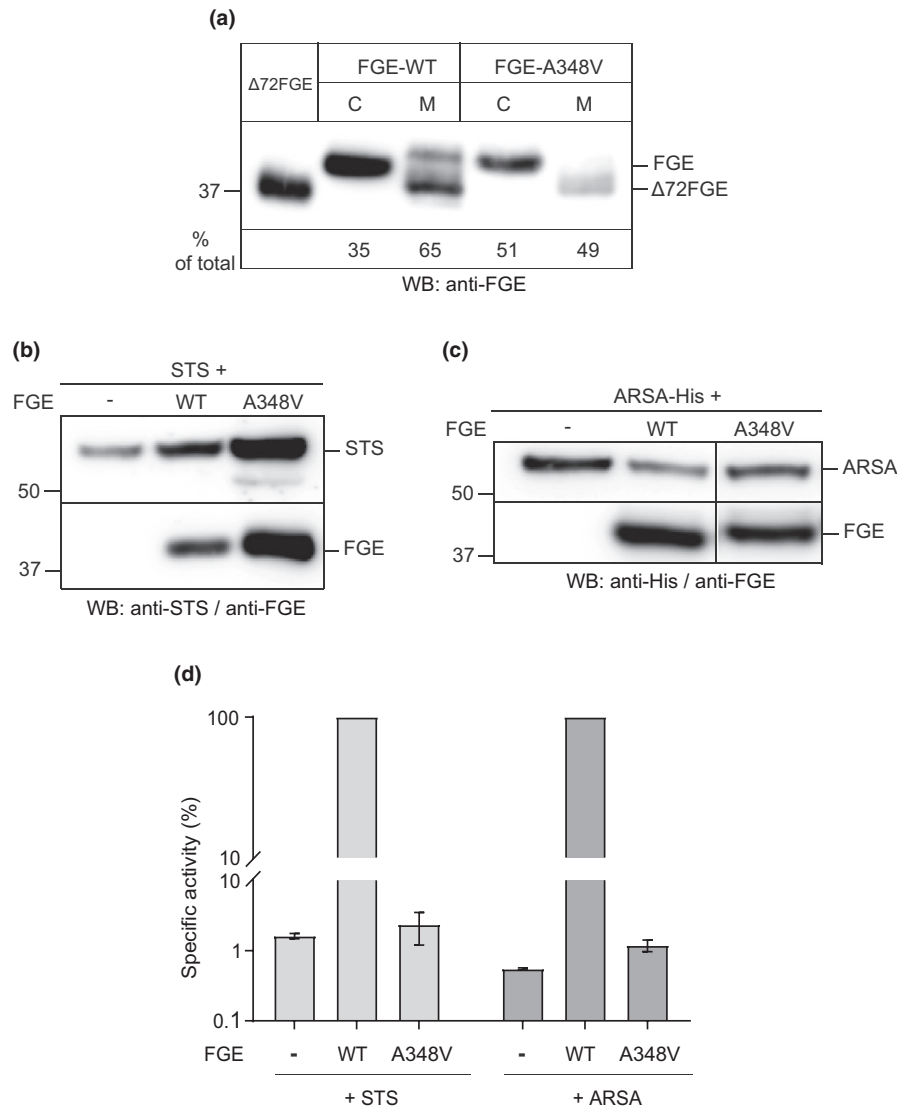 (a)
Δ72FGE FGE-WT FGE-A348V
C M C M
FGE
37 Δ72FGE
% of total 35 65 51 49
WB: anti-FGE
(b)
STS +
FGE - WT A348V
STS
50
FGE
37
WB: anti-STS / anti-FGE
(c)
ARSA-His +
FGE - WT A348V
ARSA
50
FGE
37
WB: anti-His / anti-FGE
(d)
Specific activity (%)
100
10
10
1
0.1
FGE - WT A348V - WT A348V
+ STS + ARSA